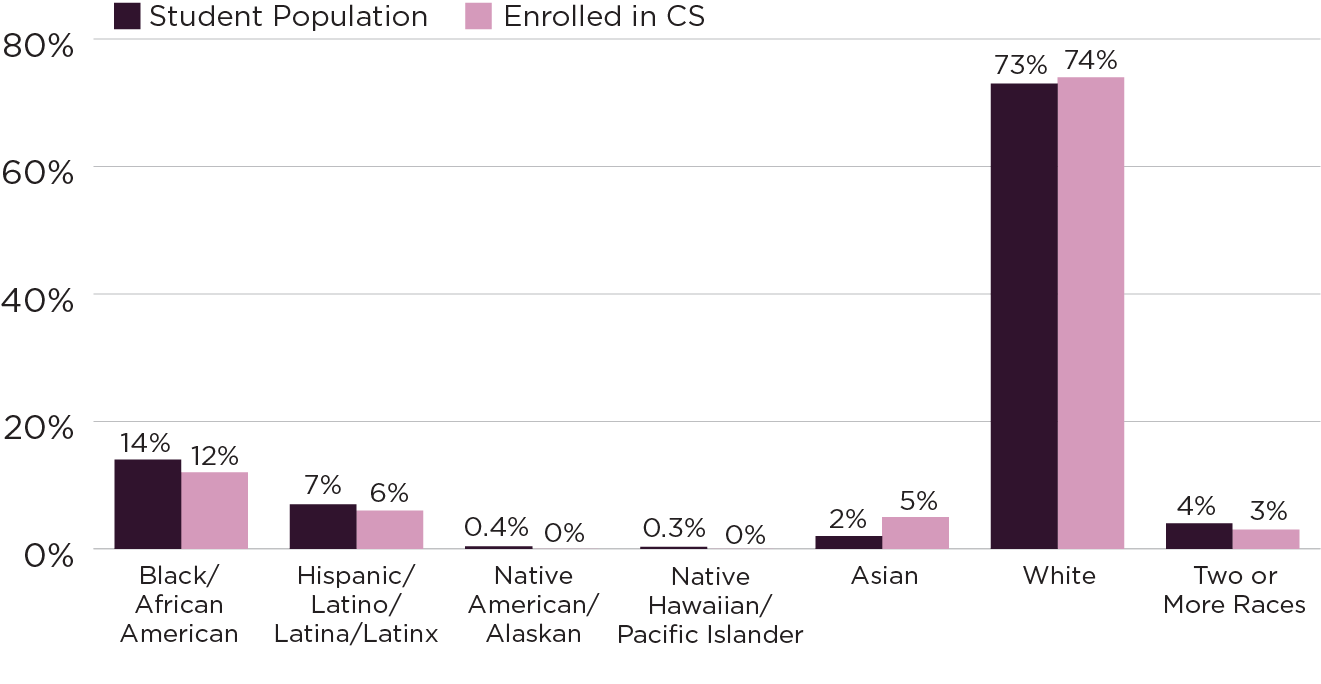 Student Population Enrolled in CS
80%
60%
40%
20%
0%
14% 12% 7% 6% 0.4% 0% 0.3% 0% 2% 5% 73% 74% 4% 3%
Black/
African
American
Hispanic/
Latino/
Latina/Latinx
Native
American/
Alaskan
Native
Hawaiian/
Pacific Islander
Asian
White
Two or
More Races